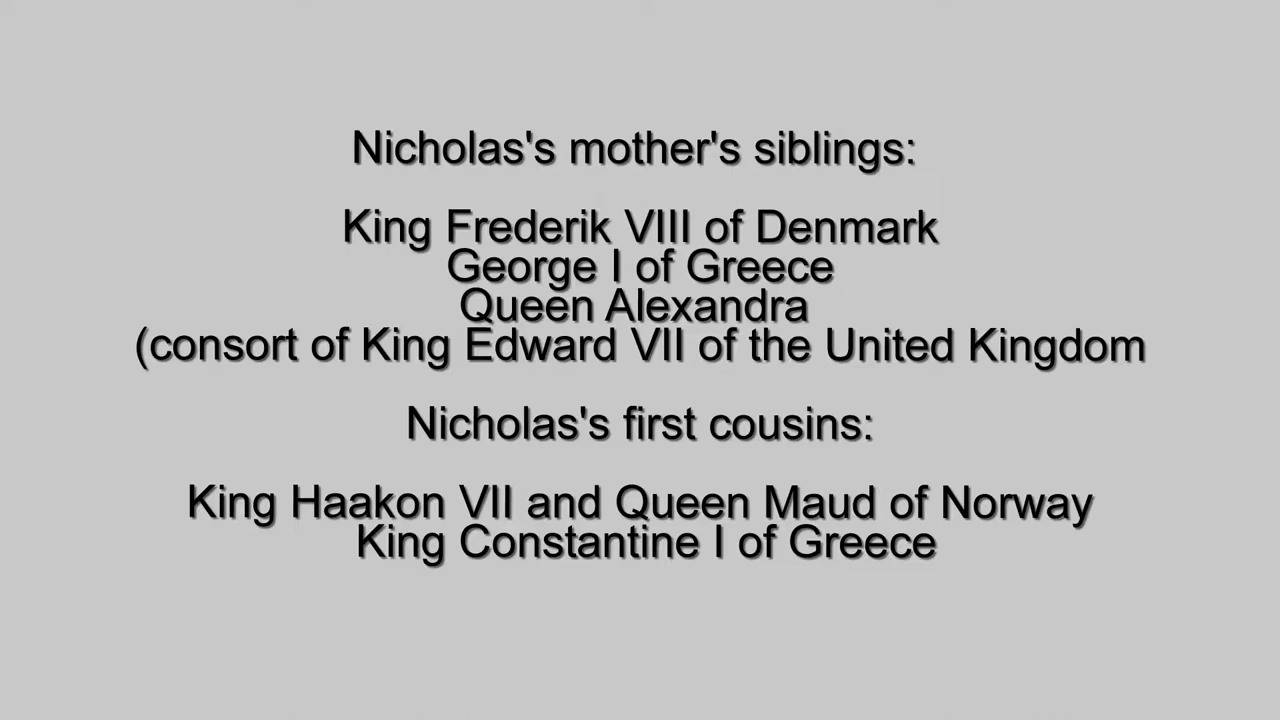 Nicholas's mother's siblings:
King Frederik VIII of Denmark
George I of Greece
Queen Alexandra
(consort of King Edward VII of the United Kingdom
Nicholas's first cousins:
King Haakon VII and Queen Maud of Norway
King Constantine I of Greece